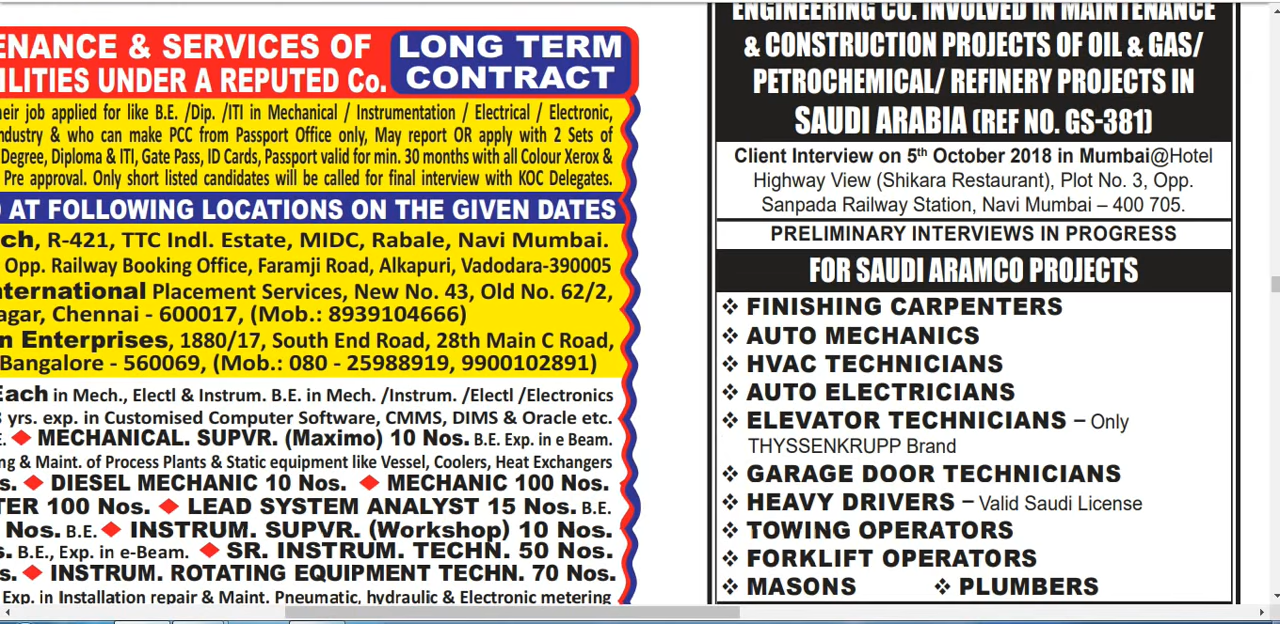 ENANCE & SERVICES OF
ILITIES UNDER A REPUTED Co.
LONG TERM
CONTRACT
heir job applied for like B.E. /Dip. /ITI in Mechanical / Instrumentation / Electrical / Electronic,
ndustry & who can make PCC from Passport Office only, May report OR apply with 2 Sets of
Degree, Diploma & ITI, Gate Pass, ID Cards, Passport valid for min. 30 months with all Colour Xerox &
Pre approval. Only short listed candidates will be called for final interview with KOC Delegates.
AT FOLLOWING LOCATIONS ON THE GIVEN DATES
ch, R-421, TTC Indl. Estate, MIDC, Rabale, Navi Mumbai.
Opp. Railway Booking Office, Faramji Road, Alkapuri, Vadodara-390005
nternational Placement Services, New No. 43, Old No. 62/2,
agar, Chennai - 600017, (Mob.: 8939104666)
n Enterprises, 1880/17, South End Road, 28th Main C Road,
Bangalore - 560069, (Mob.: 080 - 25988919, 9900102891)
Each in Mech., Electl & Instrum. B.E. in Mech. /Instrum. /Electl /Electronics
8 yrs. exp. in Customised Computer Software, CMMS, DIMS & Oracle etc.
E. ◆ MECHANICAL. SUPVR. (Maximo) 10 Nos. B.E. Exp. in e Beam.
ng & Maint. of Process Plants & Static equipment like Vessel, Coolers, Heat Exchangers
s. ◆ DIESEL MECHANIC 10 Nos. ◆ MECHANIC 100 Nos.
TER 100 Nos. ◆ LEAD SYSTEM ANALYST 15 Nos. B.E.
Nos. B.E. ◆ INSTRUM. SUPVR. (Workshop) 10 Nos.
s. B.E., Exp. in e-Beam. ◆ SR. INSTRUM. TECHN. 50 Nos.
s. ◆ INSTRUM. ROTATING EQUIPMENT TECHN. 70 Nos.
Exp. in Installation repair & Maint. Pneumatic, hydraulic & Electronic metering
ENGINEERING CO. INVOLVED IN MAINTENANCE
& CONSTRUCTION PROJECTS OF OIL & GAS/
PETROCHEMICAL/ REFINERY PROJECTS IN
SAUDI ARABIA (REF NO. GS-381)
Client Interview on 5th October 2018 in Mumbai@Hotel
Highway View (Shikara Restaurant), Plot No. 3, Opp.
Sanpada Railway Station, Navi Mumbai – 400 705.
PRELIMINARY INTERVIEWS IN PROGRESS
FOR SAUDI ARAMCO PROJECTS
❖ FINISHING CARPENTERS
❖ AUTO MECHANICS
❖ HVAC TECHNICIANS
❖ AUTO ELECTRICIANS
❖ ELEVATOR TECHNICIANS – Only
THYSSENKRUPP Brand
❖ GARAGE DOOR TECHNICIANS
❖ HEAVY DRIVERS – Valid Saudi License
❖ TOWING OPERATORS
❖ FORKLIFT OPERATORS
❖ MASONS ❖ PLUMBERS